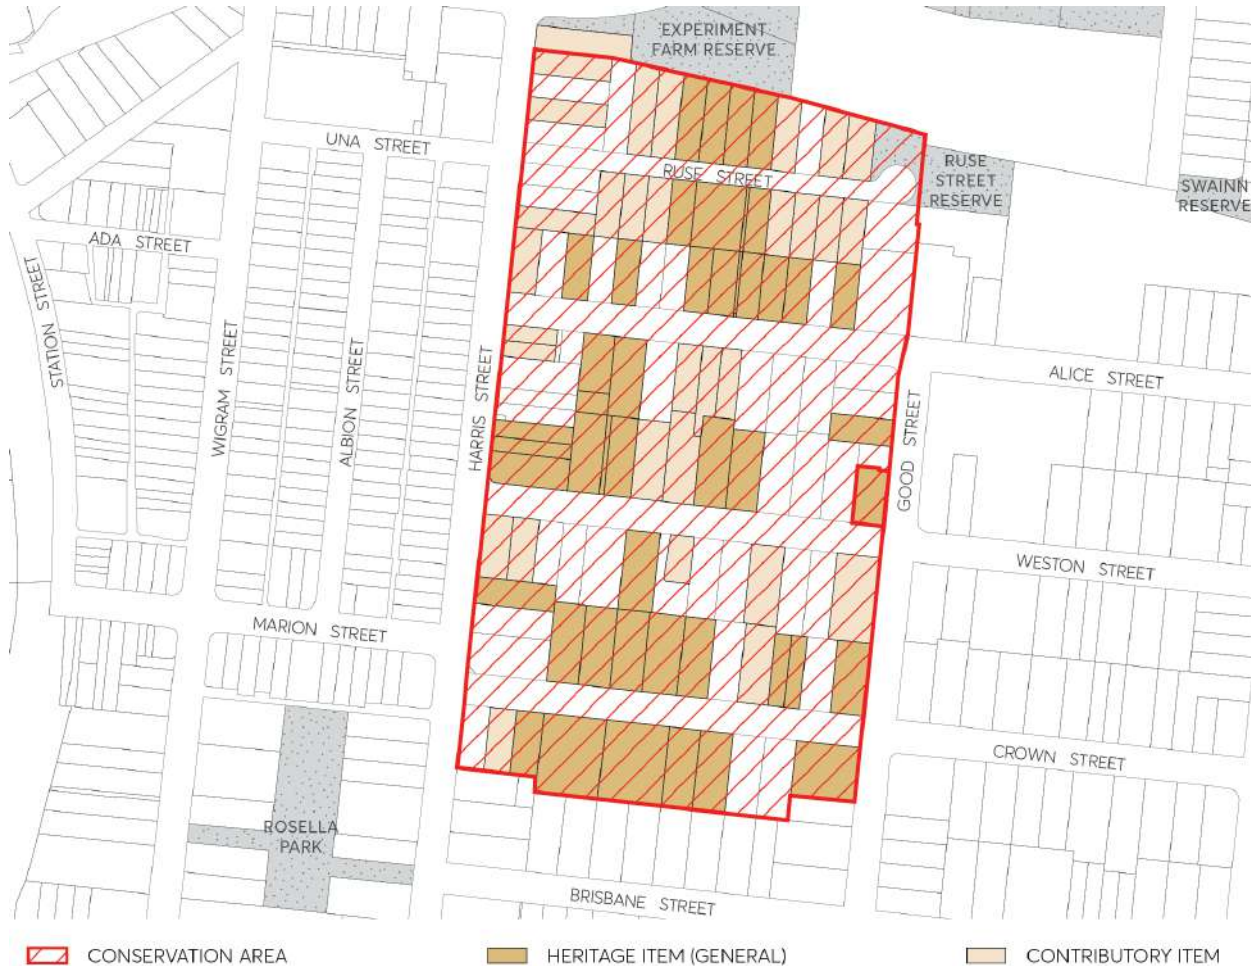 EXPERIMENT
FARM RESERVE
UNA STREET
RUSE STREET
RUSE
STREET
RESERVE
SWAINN
RESERVE
ADA STREET
STATION STREET
WIGRAM STREET
ALBION STREET
HARRIS STREET
ALICE STREET
GOOD STREET
WESTON STREET
MARION STREET
CROWN STREET
ROSELLA
PARK
BRISBANE STREET
CONSERVATION AREA
HERITAGE ITEM (GENERAL)
CONTRIBUTORY ITEM